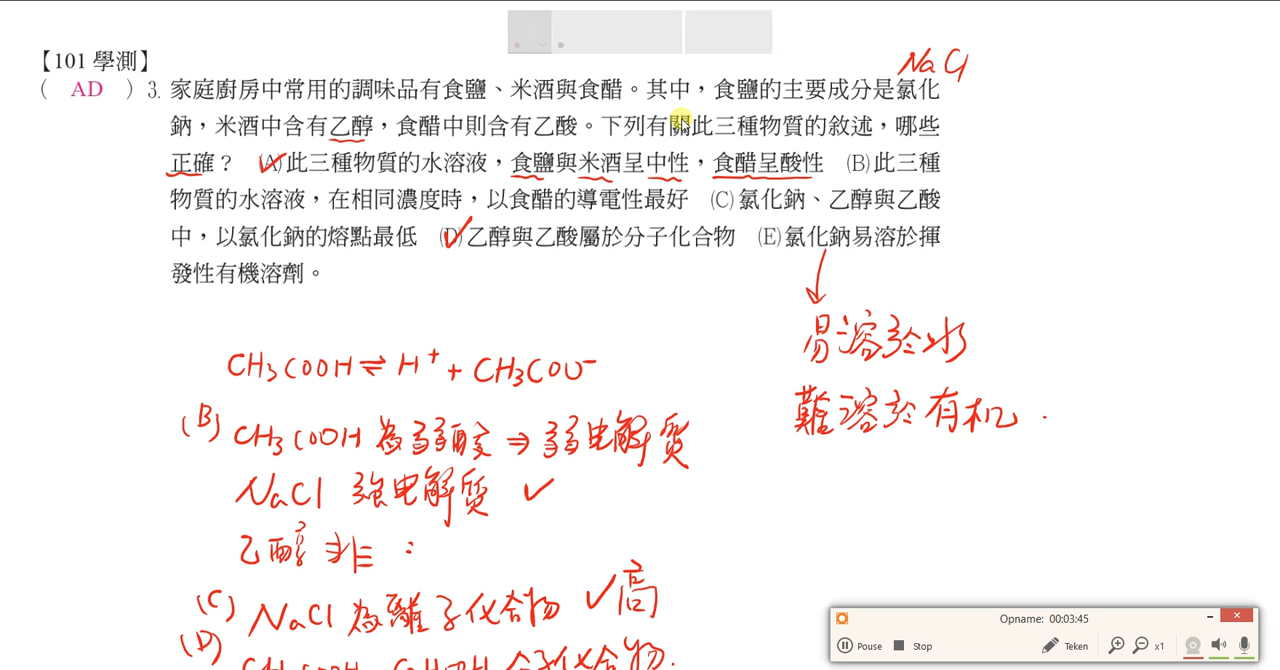 【101 學測】
NaCl
( AD ) 3. 家庭廚房中常用的調味品有食鹽、米酒與食醋。其中，食鹽的主要成分是氯化
鈉，米酒中含有乙醇，食醋中則含有乙酸。下列有關此三種物質的敘述，哪些
正確？ (A)此三種物質的水溶液，食鹽與米酒呈中性，食醋呈酸性 (B)此三種
物質的水溶液，在相同濃度時，以食醋的導電性最好 (C)氯化鈉、乙醇與乙酸
中，以氯化鈉的熔點最低 (D)乙醇與乙酸屬於分子化合物 (E)氯化鈉易溶於揮
發性有機溶劑。
易溶於水
難溶於有机.
CH3COOH⇌H+ + CH3COO-
(B) CH3COOH 為弱酸 ⇒ 弱电解質
NaCl 強电解質 ✓
乙醇 非 :
(C) NaCl 為離子化合物 ✓高
(D)
CH3COOH 分子化合物.
Opname: 00:03:45
Pause Stop Teken x1